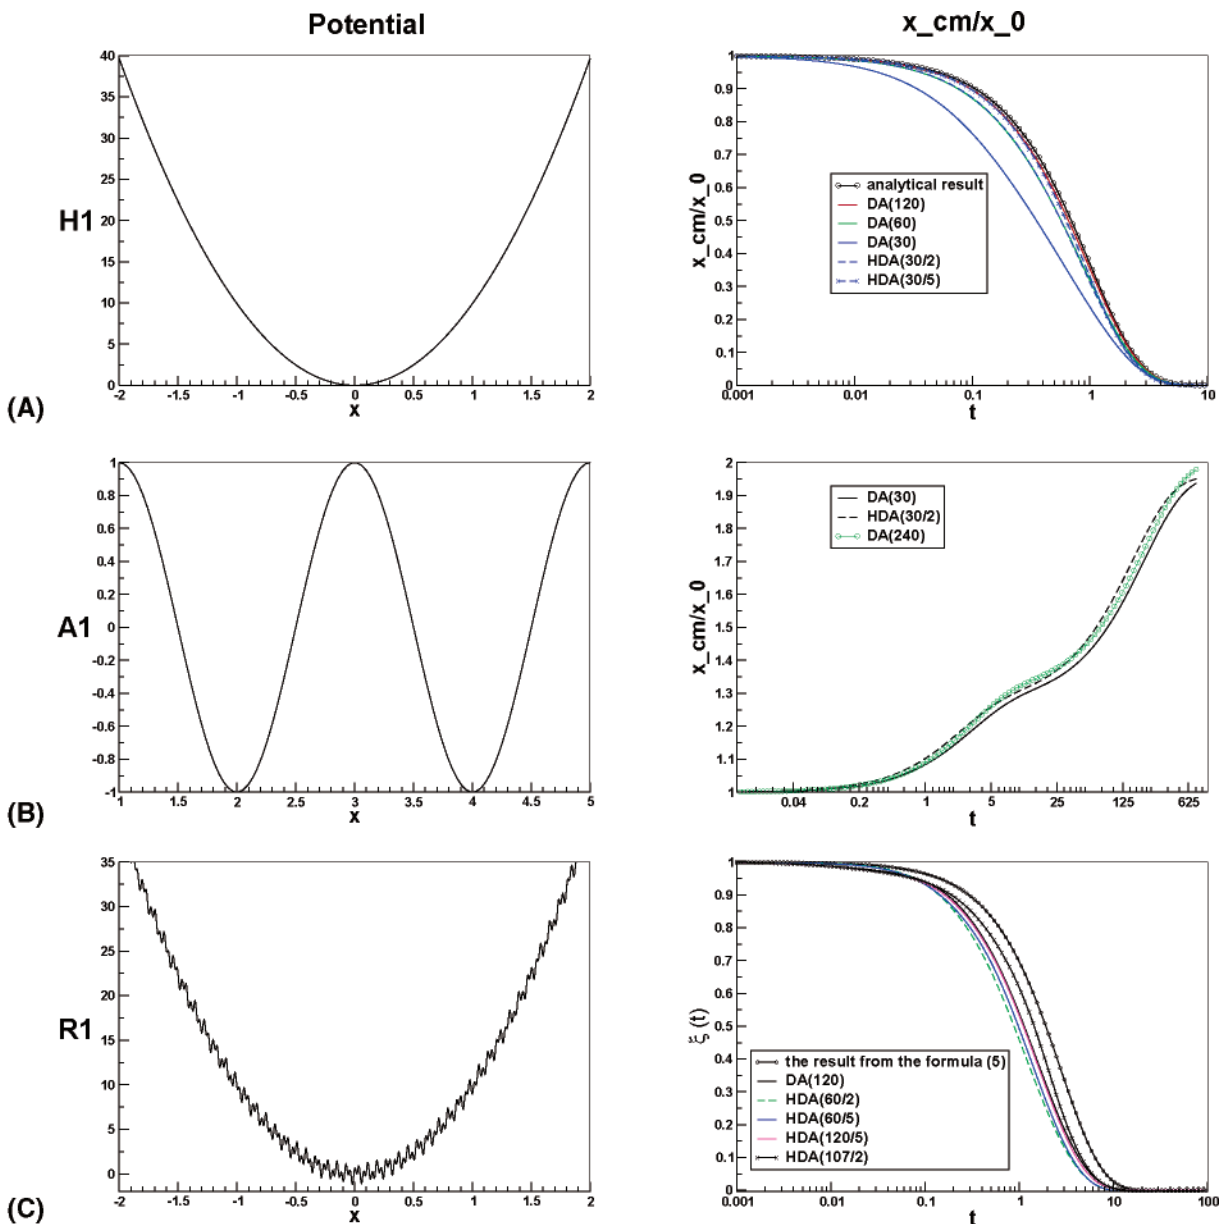 Potential
x_cm/x_0
40
35
30
25
20
15
10
5
0
-2 -1.5 -1 -0.5 0 0.5 1 1.5 2
x
H1
(A)
1
0.9
0.8
0.7
0.6
0.5
0.4
0.3
0.2
0.1
0
0.001 0.01 0.1 1 10
t
x_cm/x_0
analytical result
DA(120)
DA(60)
DA(30)
HDA(30/2)
HDA(30/5)
1
0.8
0.6
0.4
0.2
0
-0.2
-0.4
-0.6
-0.8
-1
1 1.5 2 2.5 3 3.5 4 4.5 5
x
A1
(B)
2
1.9
1.8
1.7
1.6
1.5
1.4
1.3
1.2
1.1
1
0.04 0.2 1 5 25 125 625
t
x_cm/x_0
DA(30)
HDA(30/2)
DA(240)
35
30
25
20
15
10
5
0
-2 -1.5 -1 -0.5 0 0.5 1 1.5 2
x
R1
(C)
1
0.9
0.8
0.7
0.6
0.5
0.4
0.3
0.2
0.1
0
0.001 0.01 0.1 1 10 100
t
ξ (t)
the result from the formula (5)
DA(120)
HDA(60/2)
HDA(60/5)
HDA(120/5)
HDA(107/2)